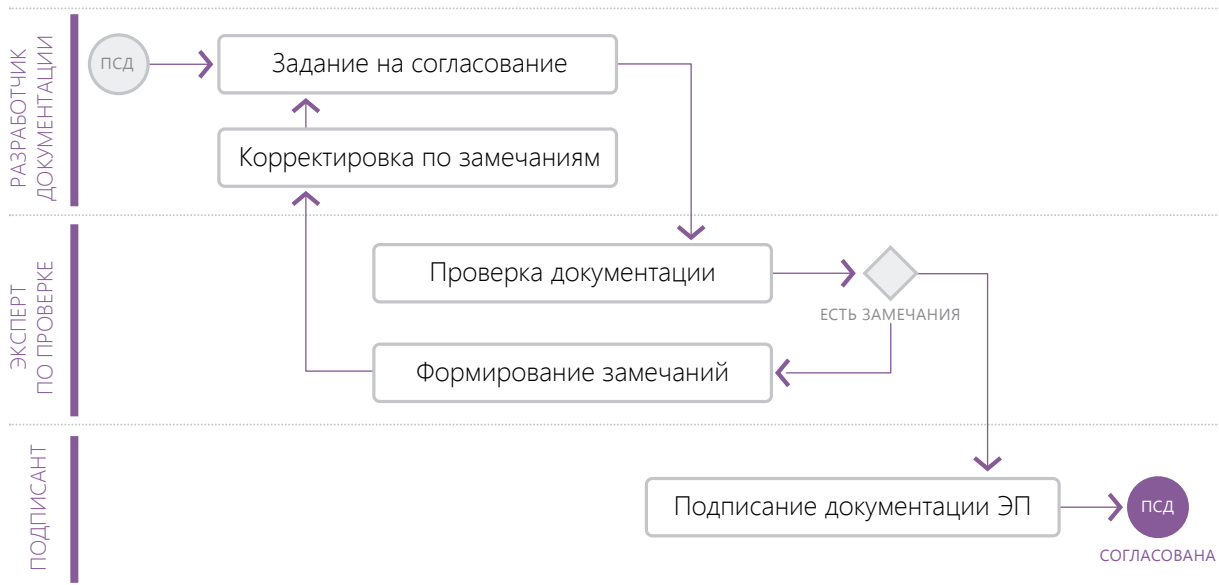 РАЗРАБОТЧИК
ДОКУМЕНТАЦИИ
ПСД
Задание на согласование
Корректировка по замечаниям
ЭКСПЕРТ
ПО ПРОВЕРКЕ
Проверка документации
ЕСТЬ ЗАМЕЧАНИЯ
Формирование замечаний
ПОДПИСАНТ
Подписание документации ЭП
ПСД
СОГЛАСОВАНА